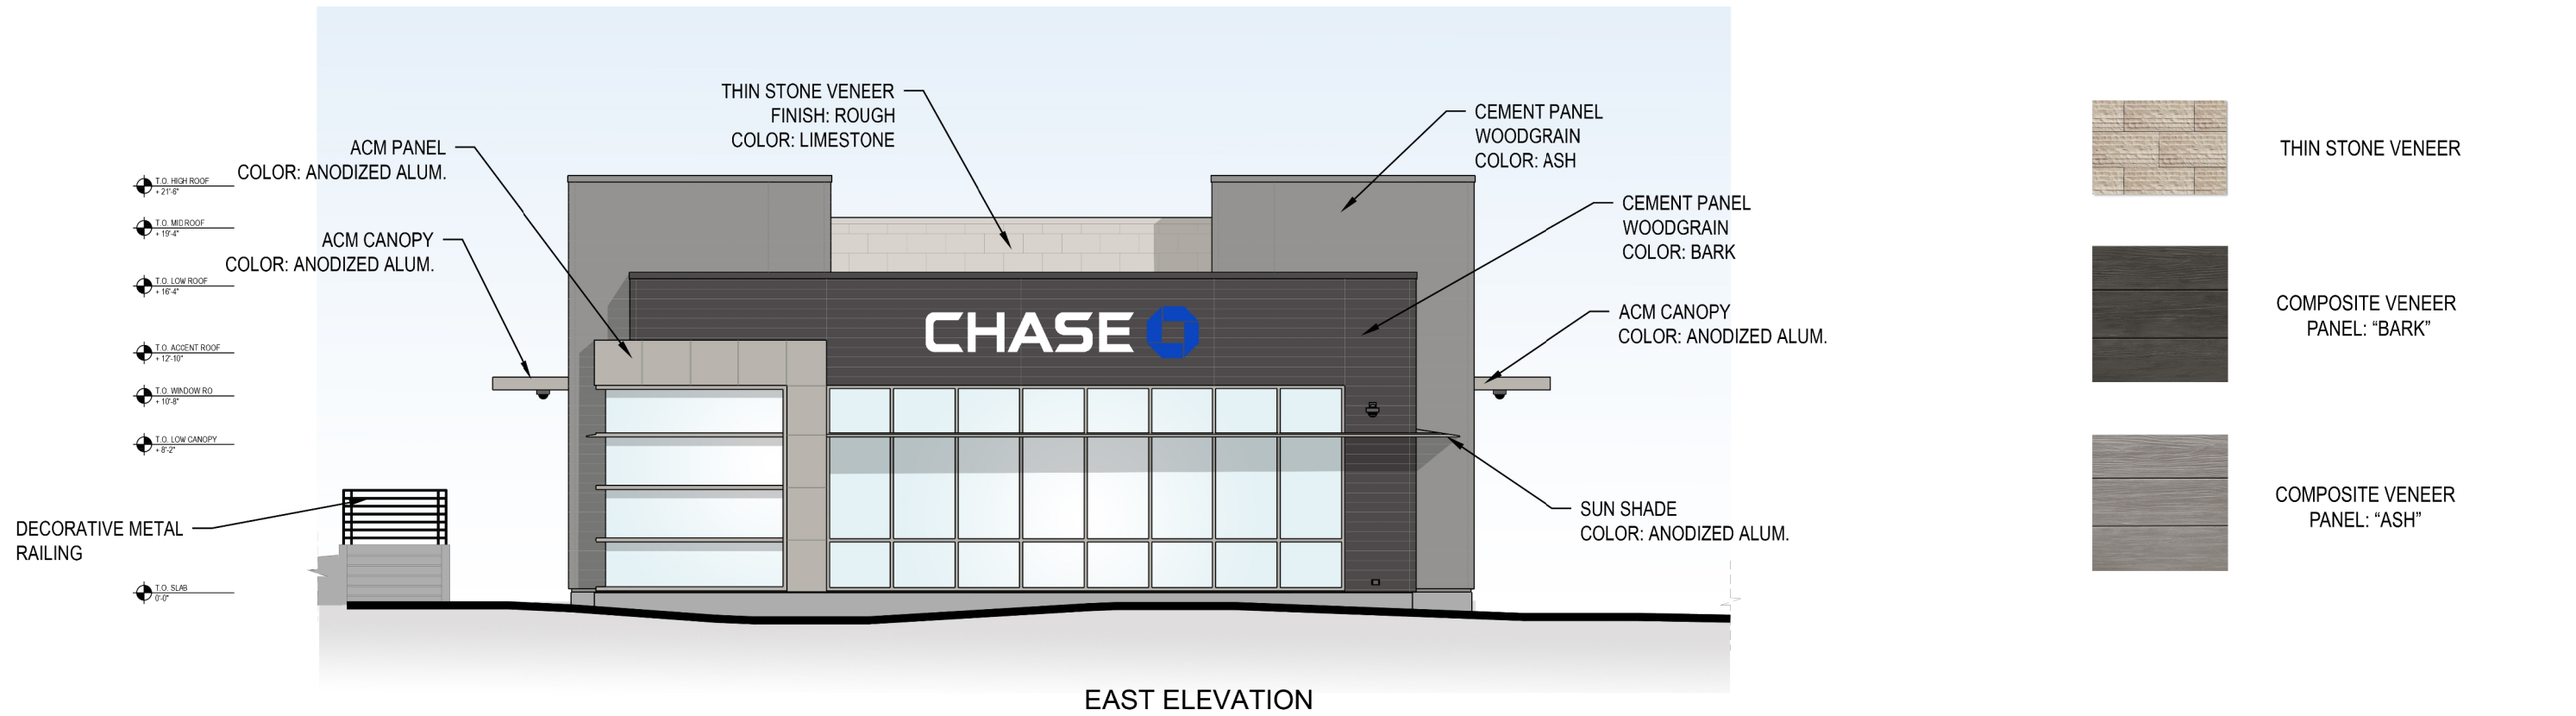 THIN STONE VENEER
FINISH: ROUGH
COLOR: LIMESTONE
ACM PANEL
COLOR: ANODIZED ALUM.
ACM CANOPY
COLOR: ANODIZED ALUM.
T.O. HIGH ROOF
+ 21'-6"
T.O. MID ROOF
+ 19'-4"
T.O. LOW ROOF
+ 16'-4"
T.O. ACCENT ROOF
+ 12'-10"
T.O. WINDOW RO
+ 10'-8"
T.O. LOW CANOPY
+ 8'-2"
DECORATIVE METAL
RAILING
T.O. SLAB
0'-0"
CHASE
CEMENT PANEL
WOODGRAIN
COLOR: ASH
CEMENT PANEL
WOODGRAIN
COLOR: BARK
ACM CANOPY
COLOR: ANODIZED ALUM.
SUN SHADE
COLOR: ANODIZED ALUM.
THIN STONE VENEER
COMPOSITE VENEER
PANEL: “BARK”
COMPOSITE VENEER
PANEL: “ASH”
EAST ELEVATION